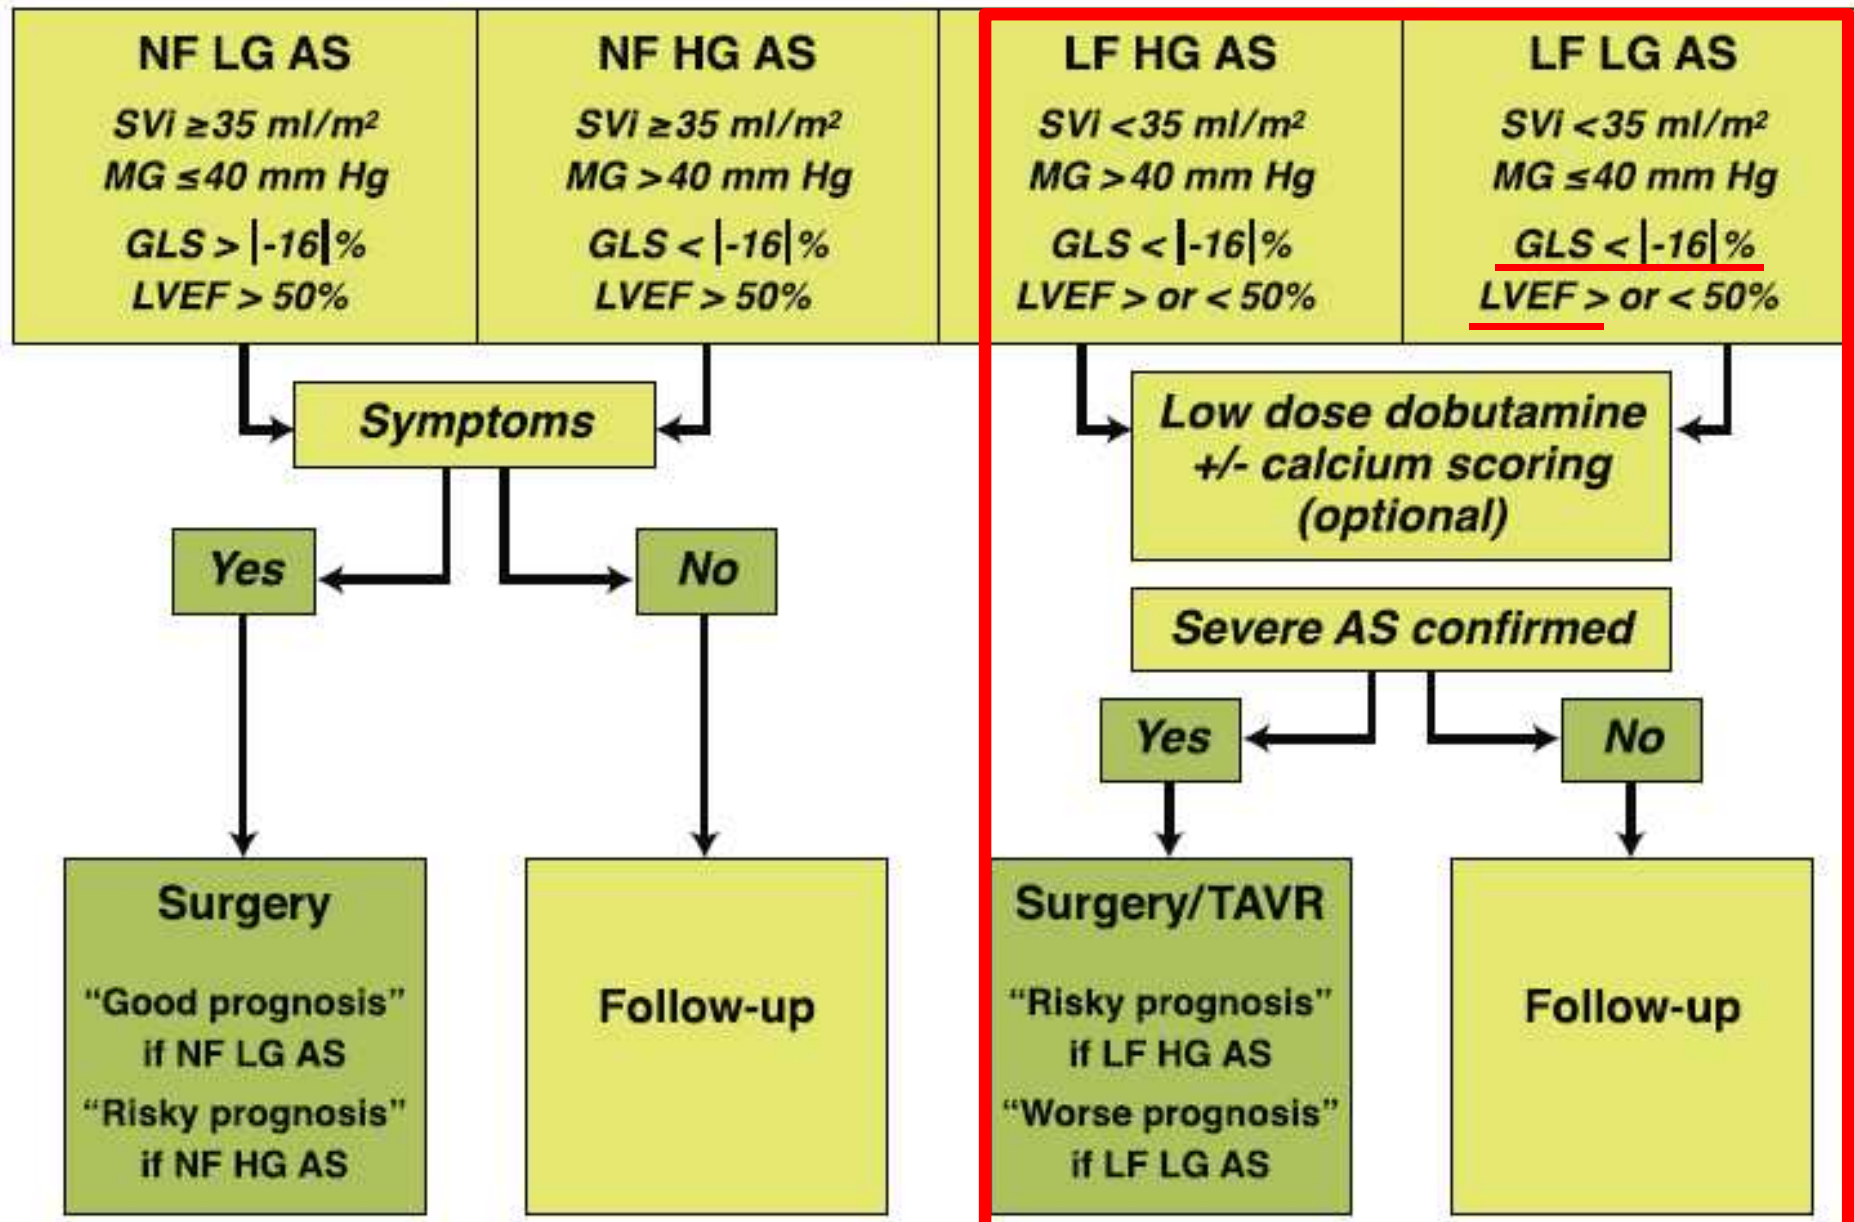 NF LG AS
SVi ≥35 ml/m²
MG ≤40 mm Hg
GLS > |-16| %
LVEF > 50%
NF HG AS
SVi ≥35 ml/m²
MG >40 mm Hg
GLS < |-16| %
LVEF > 50%
LF HG AS
SVi <35 ml/m²
MG >40 mm Hg
GLS < |-16| %
LVEF > or < 50%
LF LG AS
SVi <35 ml/m²
MG ≤40 mm Hg
GLS < |-16| %
LVEF > or < 50%
Symptoms
Yes
No
Surgery
“Good prognosis”
if NF LG AS
“Risky prognosis”
if NF HG AS
Follow-up
Low dose dobutamine
+/- calcium scoring
(optional)
Severe AS confirmed
Yes
No
Surgery/TAVR
“Risky prognosis”
if LF HG AS
“Worse prognosis”
if LF LG AS
Follow-up